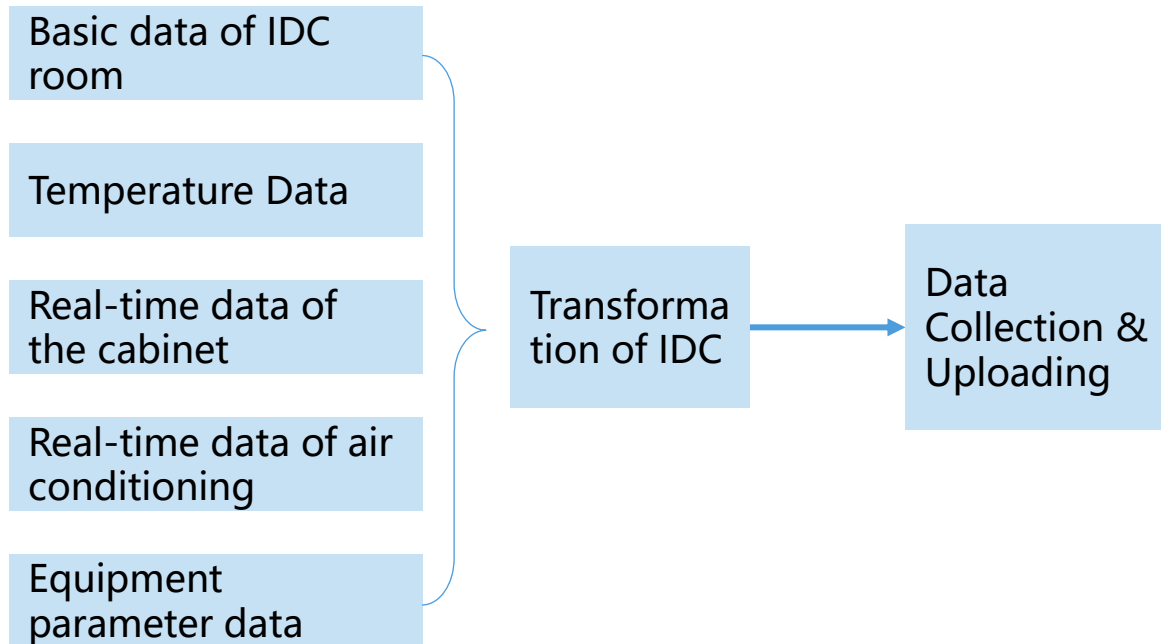 Basic data of IDC
room
Temperature Data
Real-time data of
the cabinet
Real-time data of air
conditioning
Equipment
parameter data
Transforma
tion of IDC
Data
Collection &
Uploading